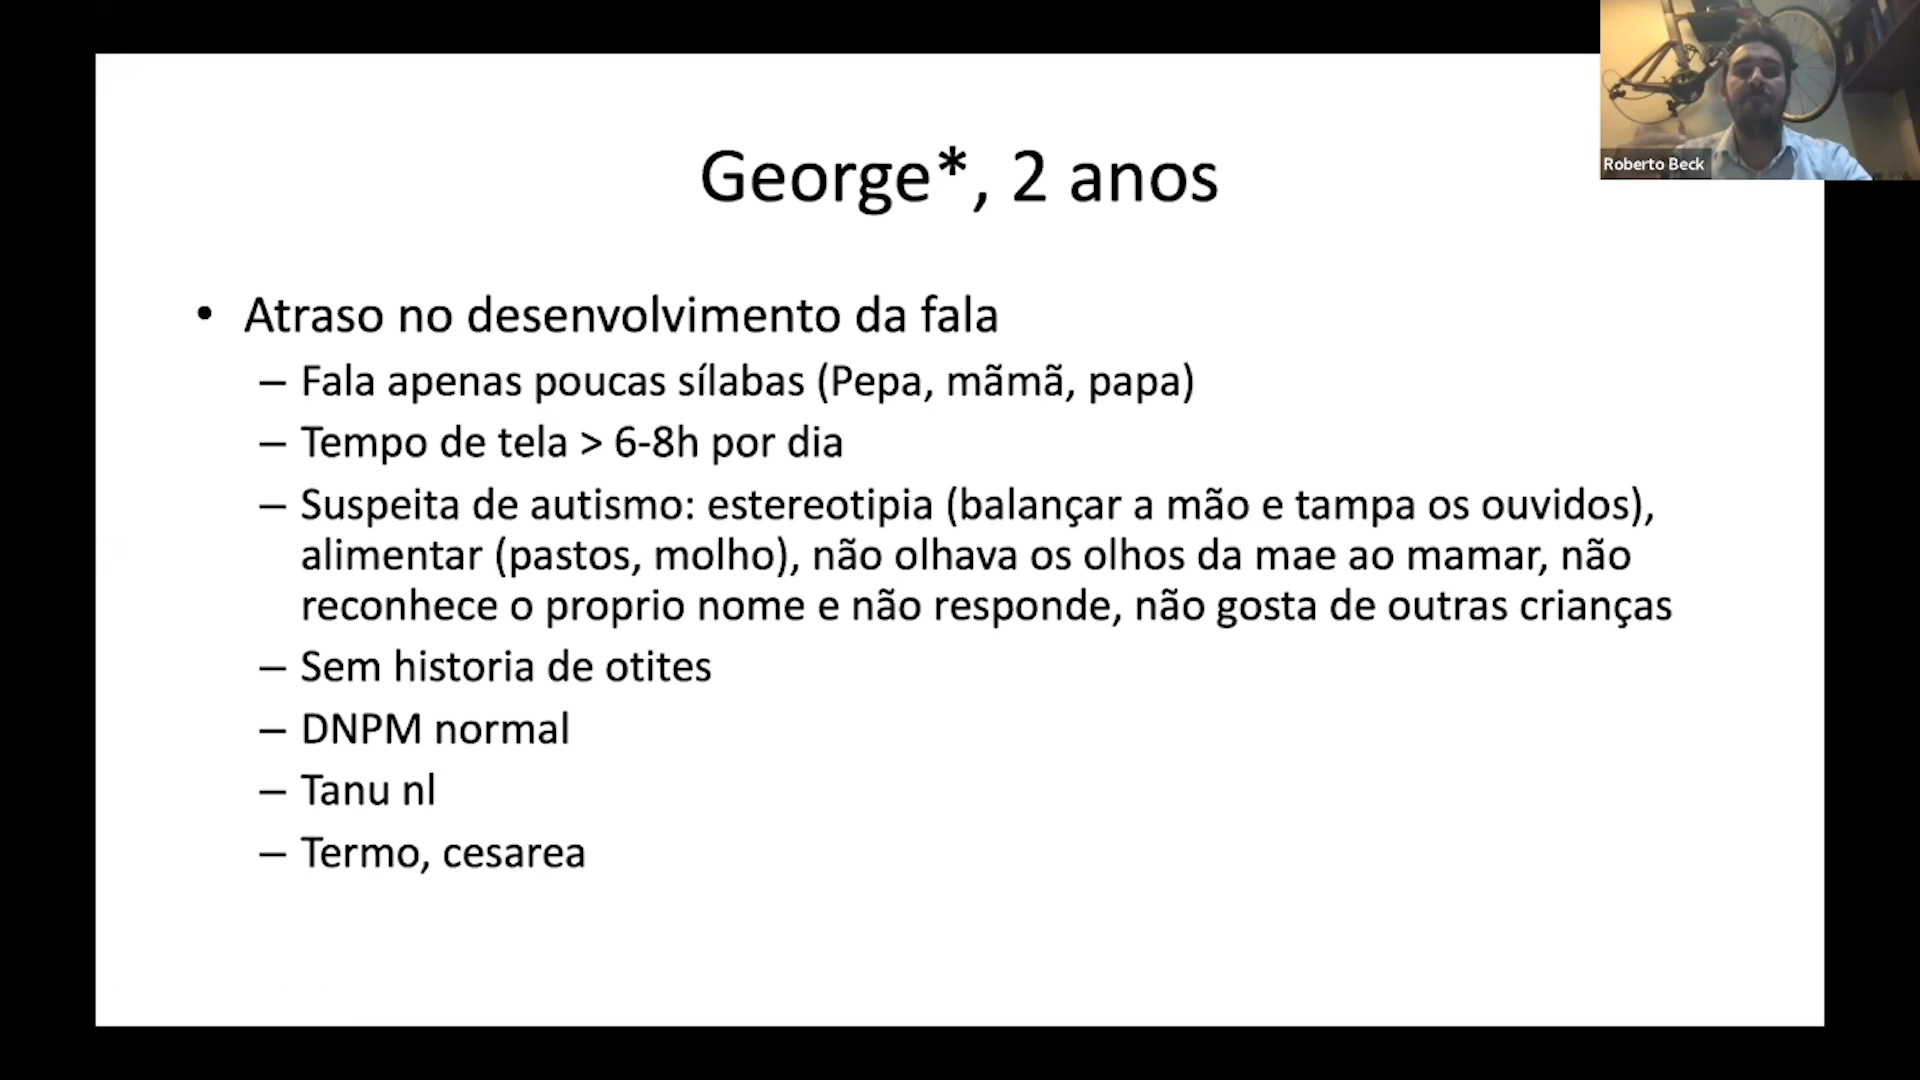 Roberto Beck
George*, 2 anos
• Atraso no desenvolvimento da fala
– Fala apenas poucas sílabas (Pepa, mãmã, papa)
– Tempo de tela > 6-8h por dia
– Suspeita de autismo: estereotipia (balançar a mão e tampa os ouvidos),
alimentar (pastos, molho), não olhava os olhos da mae ao mamar, não
reconhece o proprio nome e não responde, não gosta de outras crianças
– Sem historia de otites
– DNPM normal
– Tanu nl
– Termo, cesarea